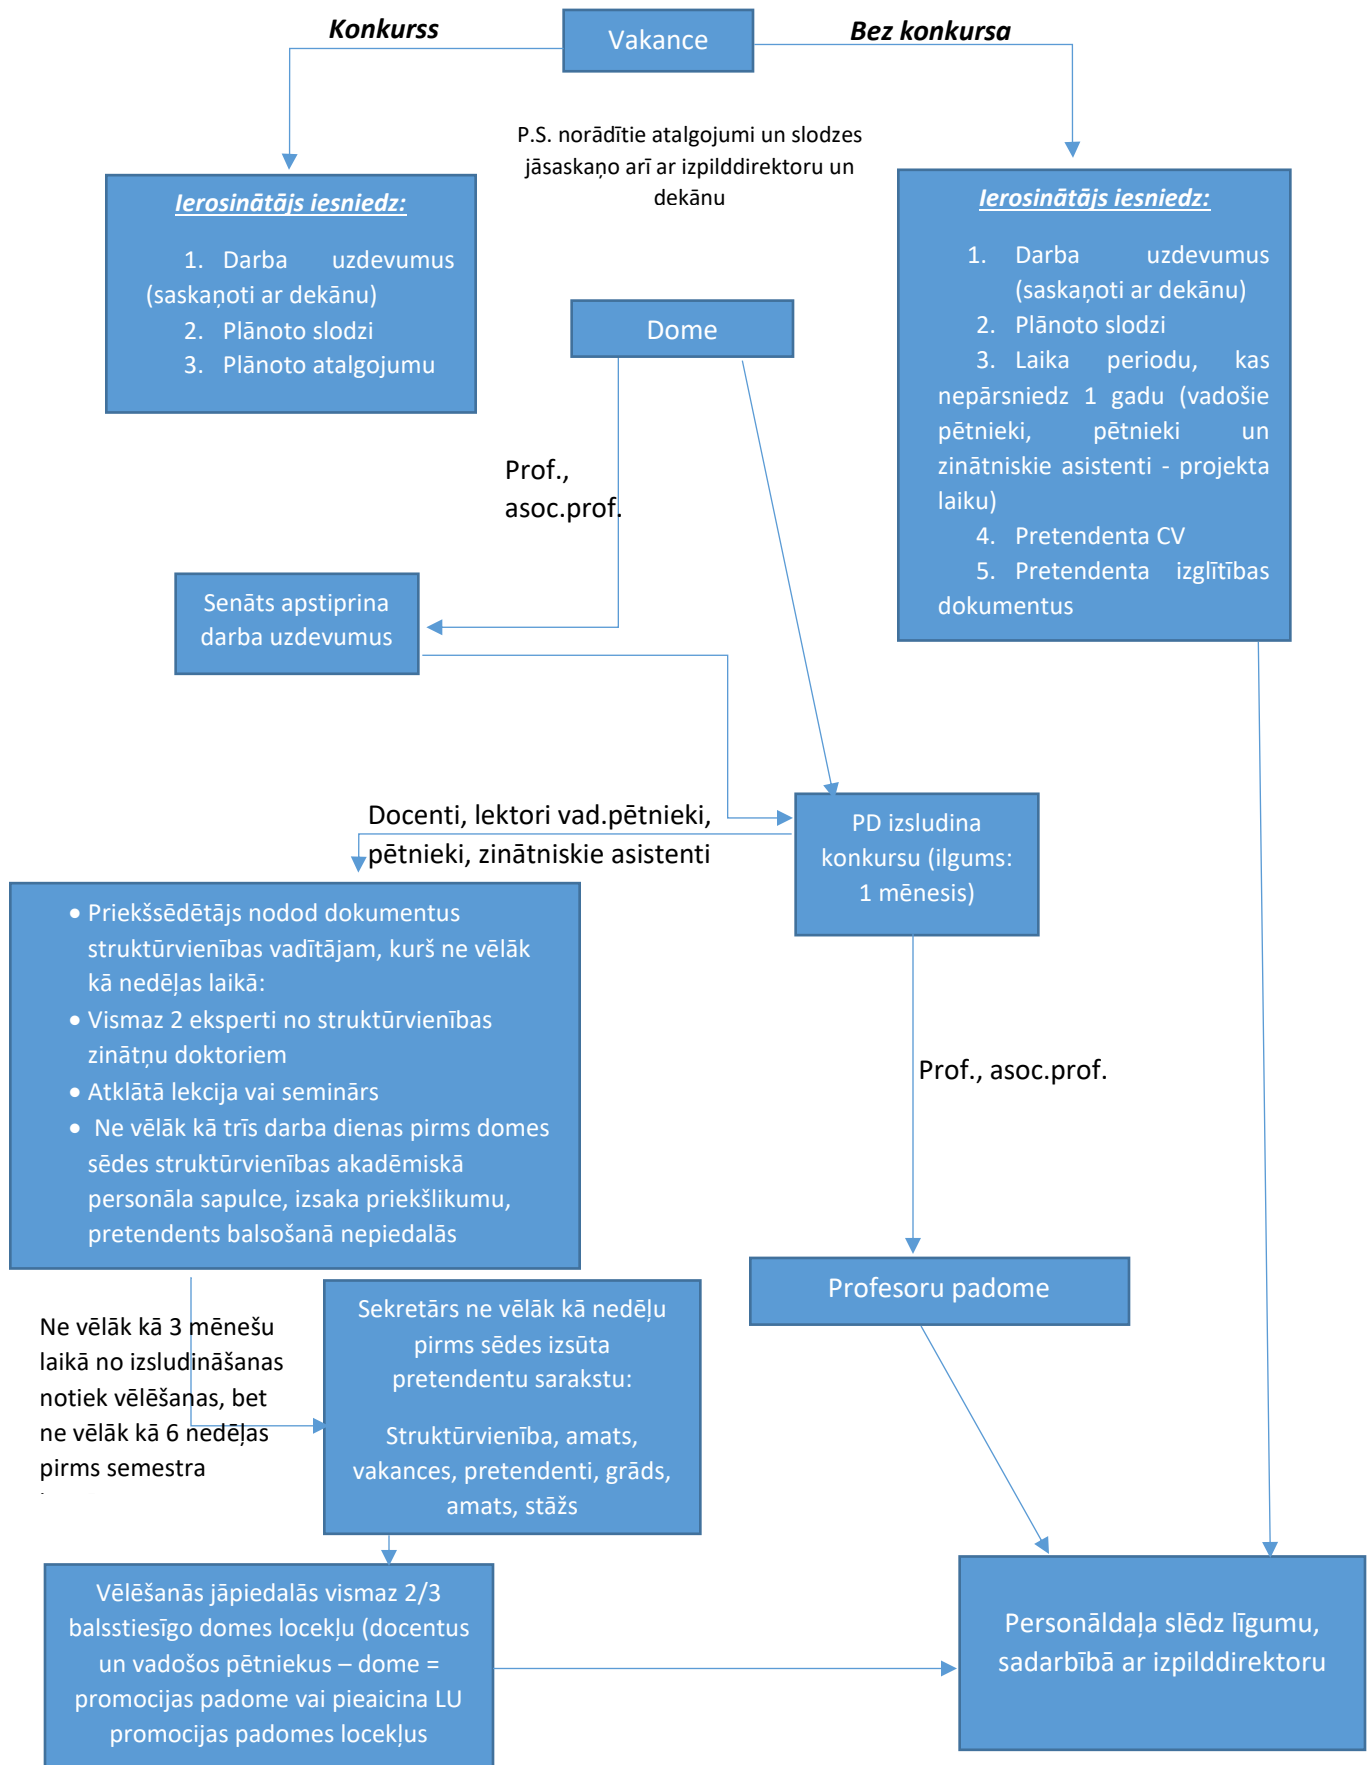 Konkurss
Vakance
Bez konkursa
P.S. norādītie atalgojumi un slodzes
jāsaskaņo arī ar izpilddirektoru un
dekānu
Ierosinātājs iesniedz:
1. Darba uzdevumus
(saskaņoti ar dekānu)
2. Plānoto slodzi
3. Plānoto atalgojumu
Ierosinātājs iesniedz:
1. Darba uzdevumus
(saskaņoti ar dekānu)
2. Plānoto slodzi
3. Laika periodu, kas
nepārsniedz 1 gadu (vadošie
pētnieki, pētnieki un
zinātniskie asistenti - projekta
laiku)
4. Pretendenta CV
5. Pretendenta izglītības
dokumentus
Dome
Prof.,
asoc.prof.
Senāts apstiprina
darba uzdevumus
Docenti, lektori vad.pētnieki,
pētnieki, zinātniskie asistenti
PD izsludina
konkursu (ilgums:
1 mēnesis)
• Priekšsēdētājs nodod dokumentus
struktūrvienības vadītājam, kurš ne vēlāk
kā nedēļas laikā:
• Vismaz 2 eksperti no struktūrvienības
zinātņu doktoriem
• Atklātā lekcija vai seminārs
• Ne vēlāk kā trīs darba dienas pirms domes
sēdes struktūrvienības akadēmiskā
personāla sapulce, izsaka priekšlikumu,
pretendents balsošanā nepiedalās
Prof., asoc.prof.
Profesoru padome
Ne vēlāk kā 3 mēnešu
laikā no izsludināšanas
notiek vēlēšanas, bet
ne vēlāk kā 6 nedēļas
pirms semestra
Sekretārs ne vēlāk kā nedēļu
pirms sēdes izsūta
pretendentu sarakstu:
Struktūrvienība, amats,
vakances, pretendenti, grāds,
amats, stāžs
Vēlēšanās jāpiedalās vismaz 2/3
balsstiesīgo domes locekļu (docentus
un vadošos pētniekus – dome =
promocijas padome vai pieaicina LU
promocijas padomes locekļus
Personāldaļa slēdz līgumu,
sadarbībā ar izpilddirektoru